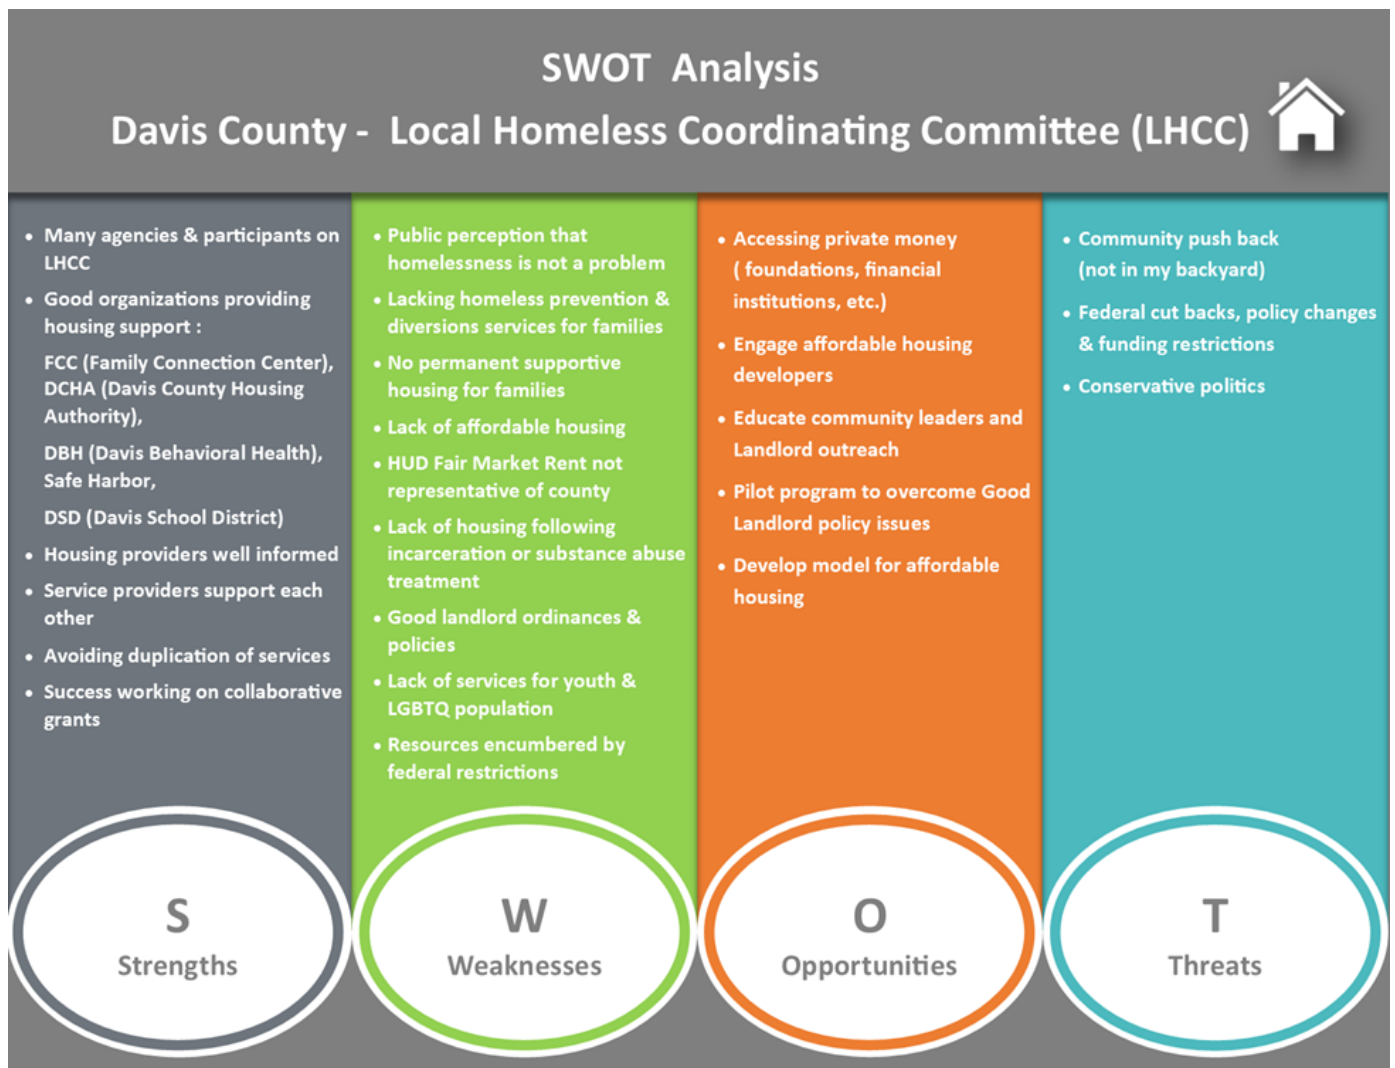 SWOT Analysis
Davis County - Local Homeless Coordinating Committee (LHCC)
• Many agencies & participants on
LHCC
• Good organizations providing
housing support :
FCC (Family Connection Center),
DCHA (Davis County Housing
Authority),
DBH (Davis Behavioral Health),
Safe Harbor,
DSD (Davis School District)
• Housing providers well informed
• Service providers support each
other
• Avoiding duplication of services
• Success working on collaborative
grants
S
Strengths
• Public perception that
homelessness is not a problem
• Lacking homeless prevention &
diversions services for families
• No permanent supportive
housing for families
• Lack of affordable housing
• HUD Fair Market Rent not
representative of county
• Lack of housing following
incarceration or substance abuse
treatment
• Good landlord ordinances &
policies
• Lack of services for youth &
LGBTQ population
• Resources encumbered by
federal restrictions
W
Weaknesses
• Accessing private money
( foundations, financial
institutions, etc.)
• Engage affordable housing
developers
• Educate community leaders and
Landlord outreach
• Pilot program to overcome Good
Landlord policy issues
• Develop model for affordable
housing
O
Opportunities
• Community push back
(not in my backyard)
• Federal cut backs, policy changes
& funding restrictions
• Conservative politics
T
Threats